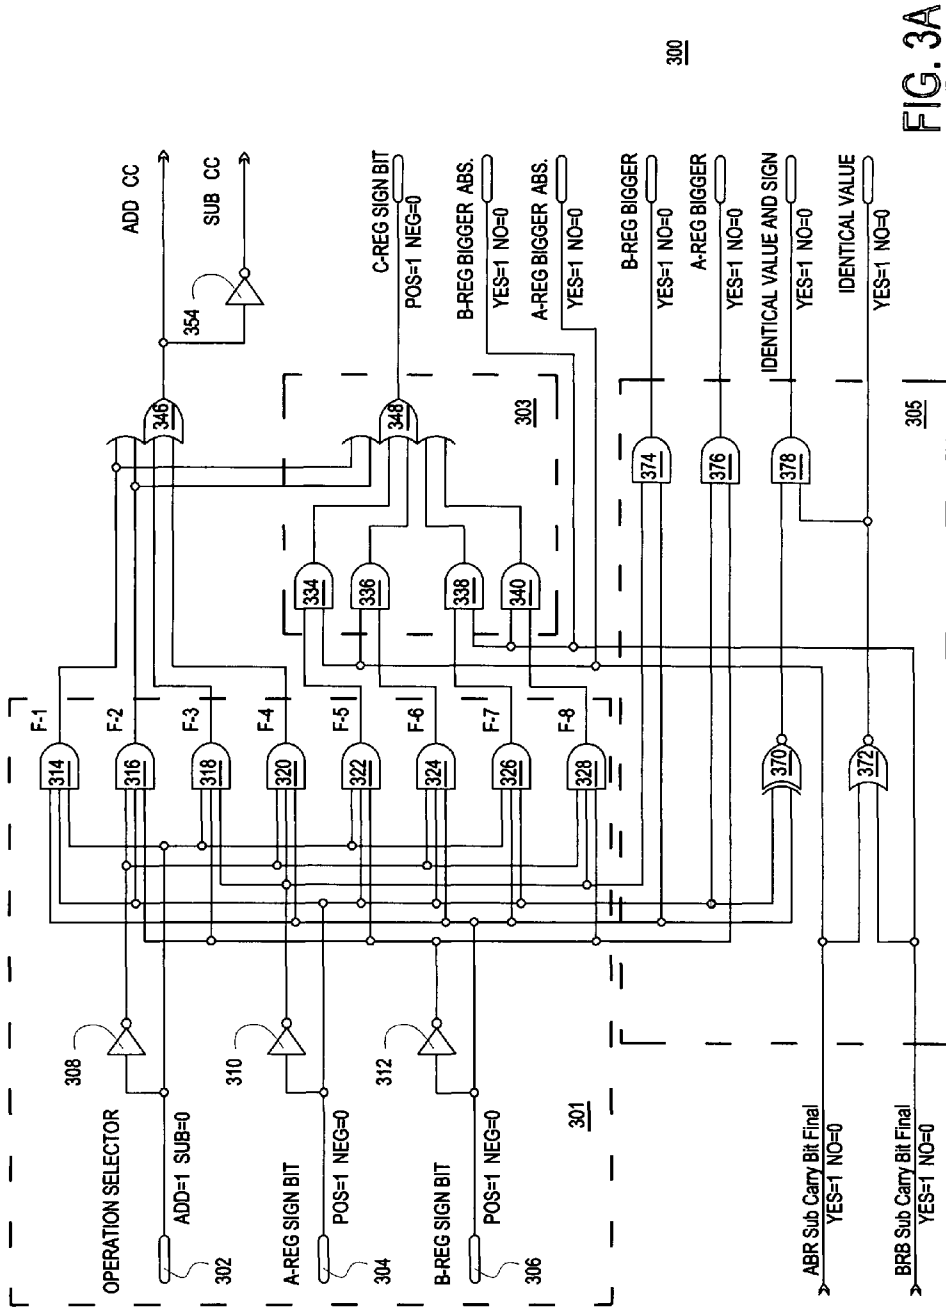 FIG. 3A
300
OPERATION SELECTOR
ADD=1 SUB=0
302
308
A-REG SIGN BIT
POS=1 NEG=0
304
310
B-REG SIGN BIT
POS=1 NEG=0
306
312
301
F-1
314
F-2
316
F-3
318
F-4
320
F-5
322
F-6
324
F-7
326
F-8
328
334
336
338
340
346
348
303
354
ADD CC
SUB CC
C-REG SIGN BIT
POS=1 NEG=0
B-REG BIGGER ABS.
YES=1 NO=0
A-REG BIGGER ABS.
YES=1 NO=0
B-REG BIGGER
YES=1 NO=0
A-REG BIGGER
YES=1 NO=0
IDENTICAL VALUE AND SIGN
YES=1 NO=0
IDENTICAL VALUE
YES=1 NO=0
374
376
378
305
370
372
ABR Sub Carry Bit Final
YES=1 NO=0
BRB Sub Carry Bit Final
YES=1 NO=0